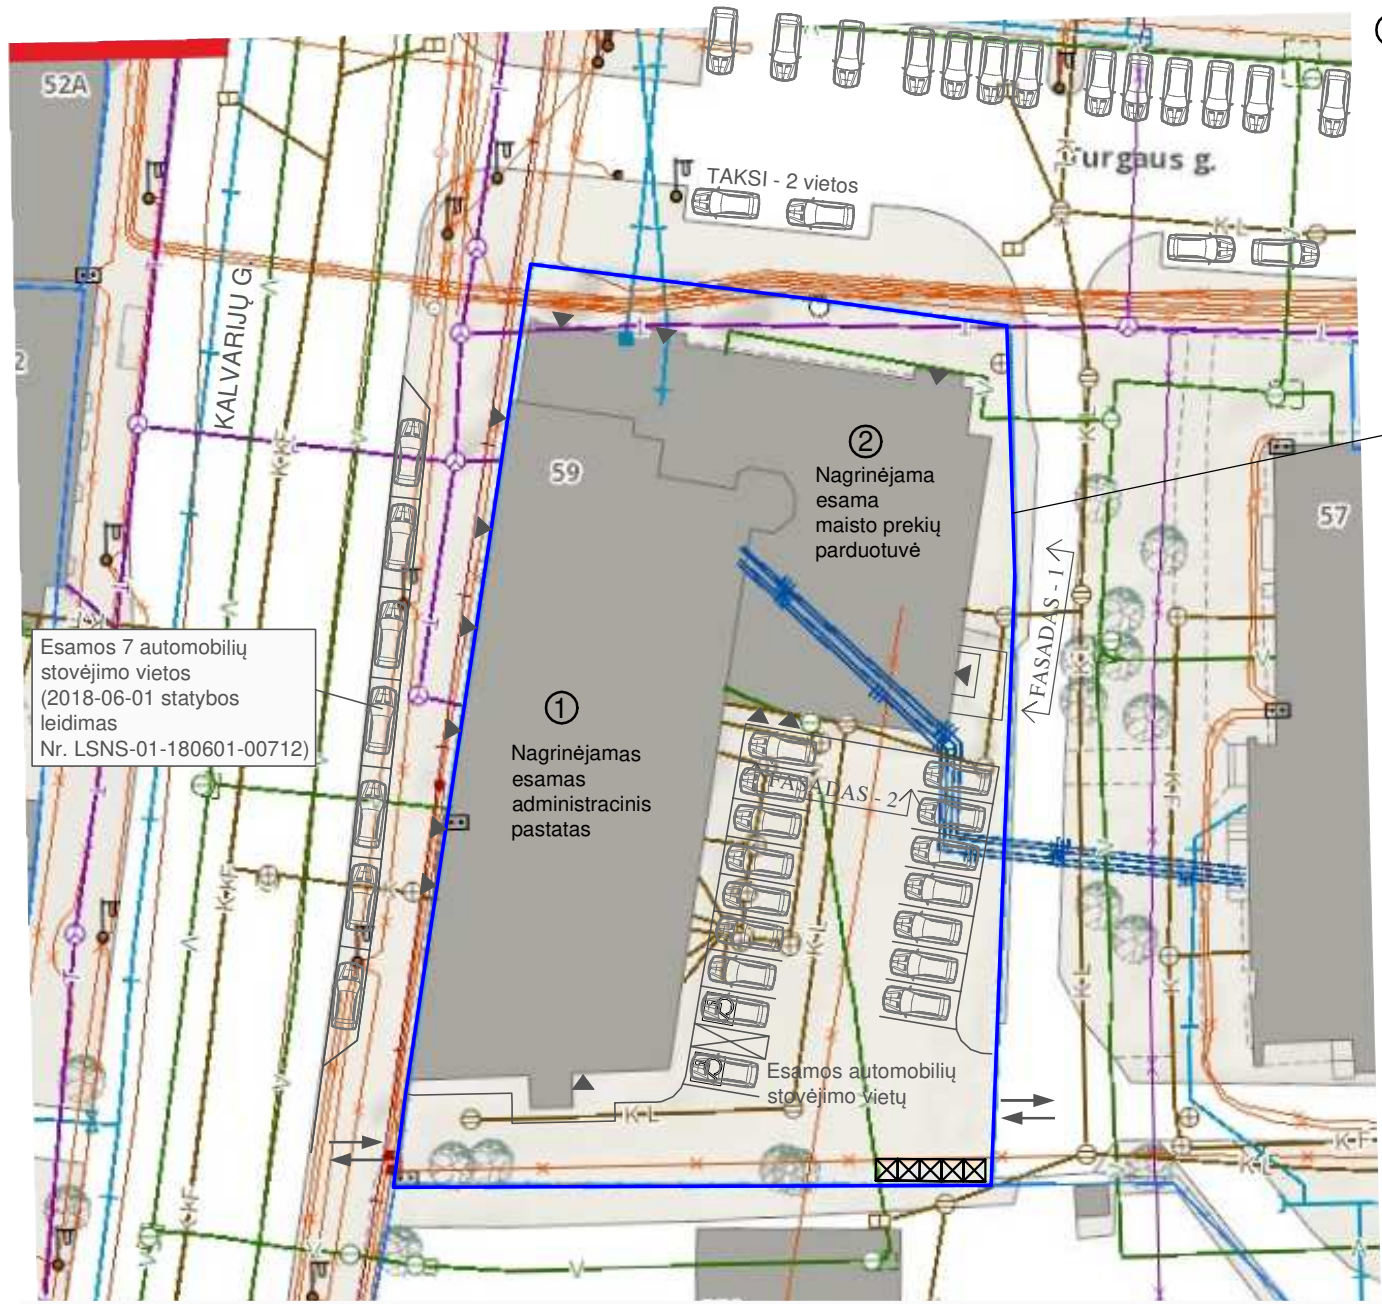 52A
TAKSI - 2 vietos
Turgaus g.
K-L
KALVARIJŲ G.
59
2
Nagrinėjama
esama
maisto prekių
parduotuvė
57
FASADAS - 1
Esamos 7 automobilių
stovėjimo vietos
(2018-06-01 statybos
leidimas
Nr. LSNS-01-180601-00712)
1
Nagrinėjamas
esamas
administracinis
pastatas
FASADAS - 2
K-L
Esamos automobilių
stovėjimo vietų
K-L
K-F
K-L